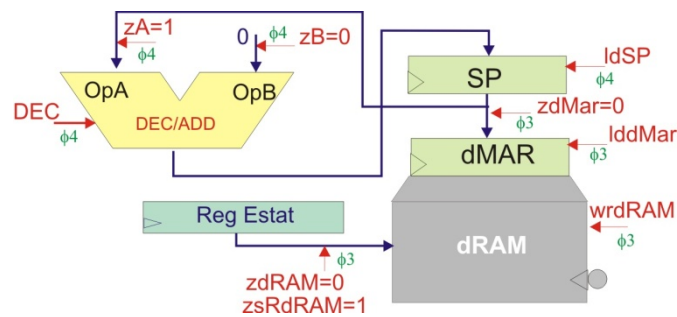 zA=1
ϕ4
0
ϕ4
zB=0
OpA
OpB
DEC
ϕ4
DEC/ADD
SP
ldSP
ϕ4
zdMar=0
ϕ3
dMAR
lddMar
ϕ3
Reg Estat
dRAM
wrdRAM
ϕ3
ϕ3
zdRAM=0
zsRdRAM=1